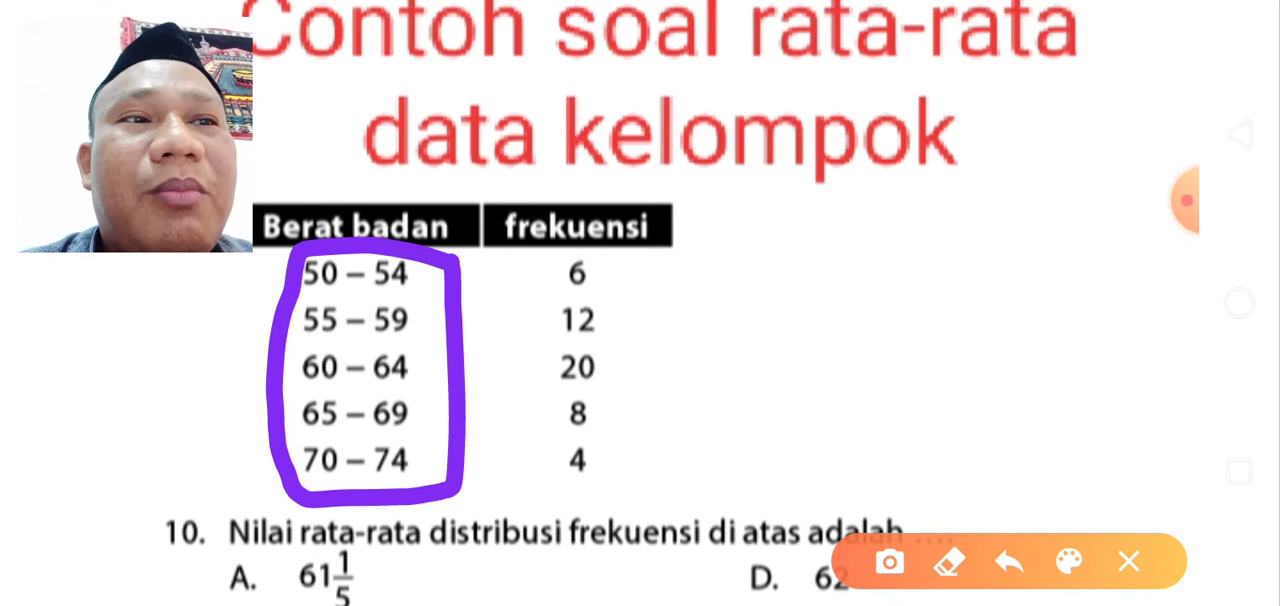 Contoh soal rata-rata
data kelompok
Berat badan frekuensi
50 – 54 6
55 – 59 12
60 – 64 20
65 – 69 8
70 – 74 4
10. Nilai rata-rata distribusi frekuensi di atas adalah ....
A. 61 1/5 D. 62